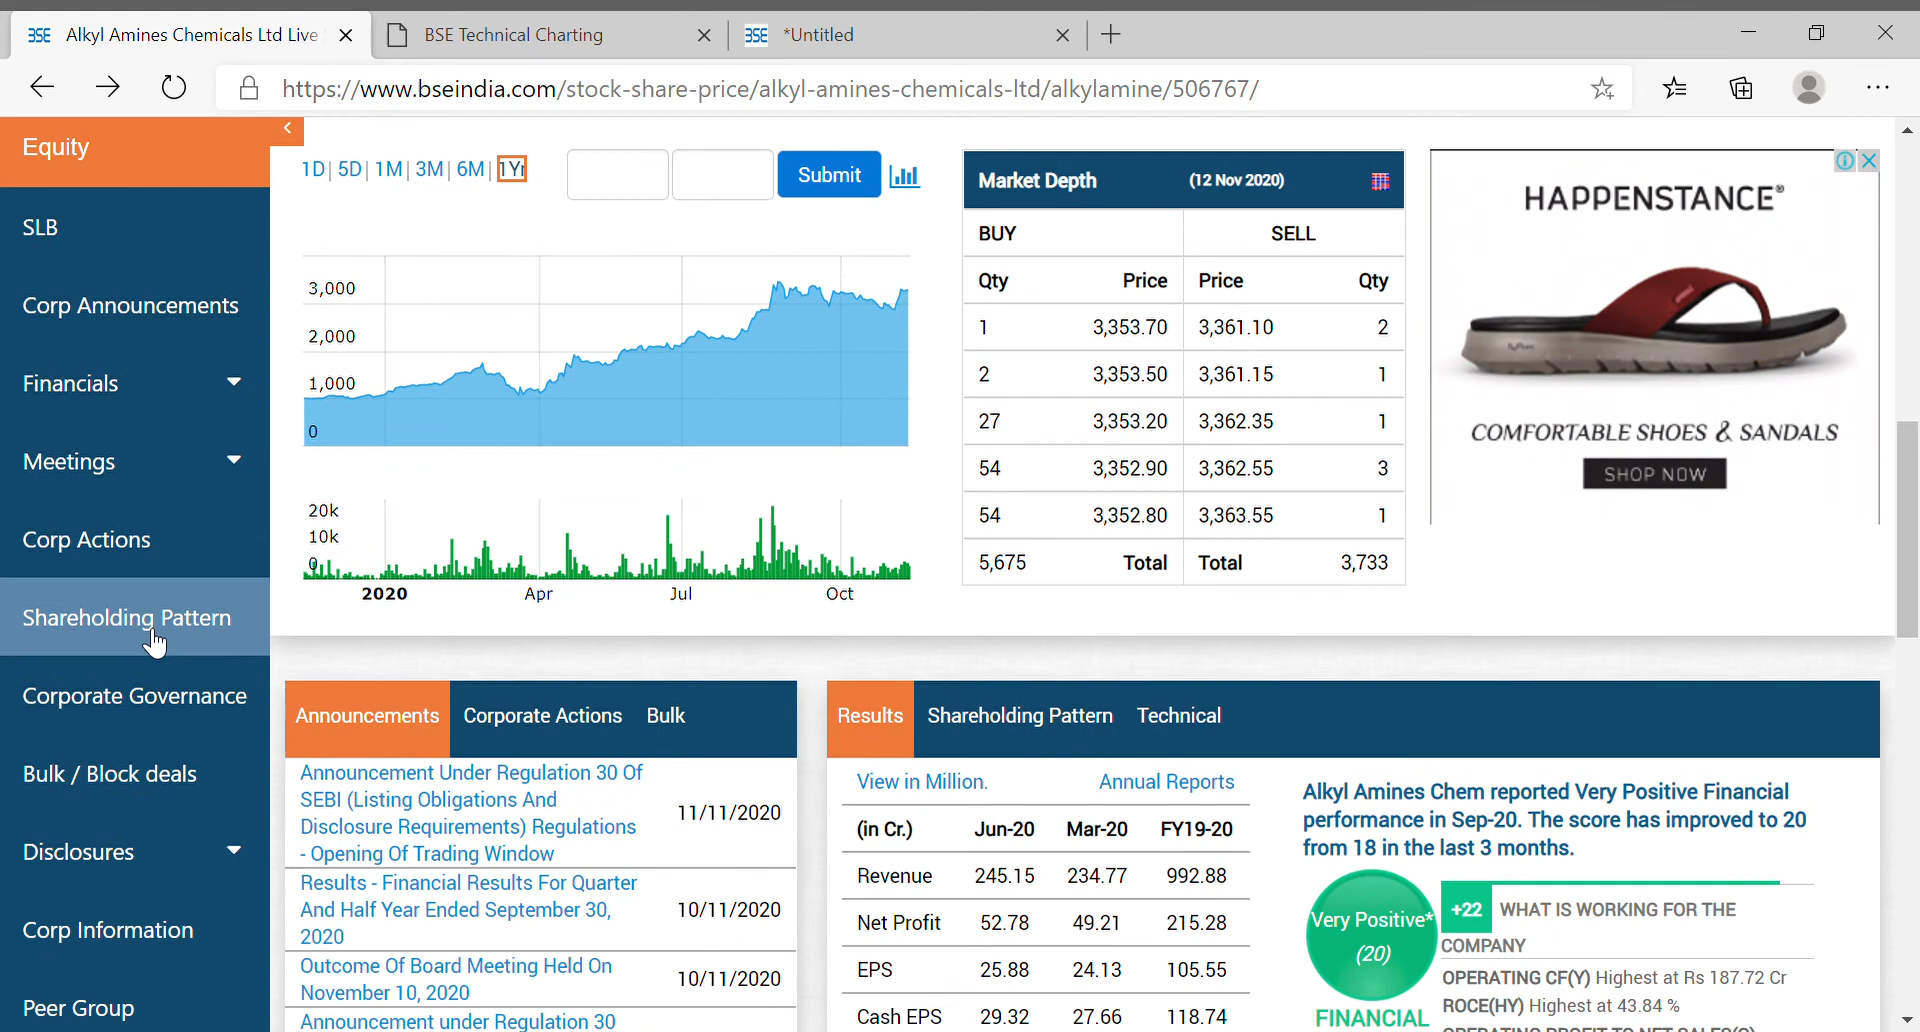 Alkyl Amines Chemicals Ltd Live
BSE Technical Charting
*Untitled
https://www.bseindia.com/stock-share-price/alkyl-amines-chemicals-ltd/alkylamine/506767/
Equity
SLB
Corp Announcements
Financials
Meetings
Corp Actions
Shareholding Pattern
Corporate Governance
Bulk / Block deals
Disclosures
Corp Information
Peer Group
1D| 5D| 1M| 3M| 6M| 1Yr
Submit
3,000
2,000
1,000
0
20k
10k
0
2020 Apr Jul Oct
Market Depth (12 Nov 2020)
BUY SELL
Qty Price Price Qty
1 3,353.70 3,361.10 2
2 3,353.50 3,361.15 1
27 3,353.20 3,362.35 1
54 3,352.90 3,362.55 3
54 3,352.80 3,363.55 1
5,675 Total Total 3,733
HAPPENSTANCE®
COMFORTABLE SHOES & SANDALS
SHOP NOW
Announcements Corporate Actions Bulk
Announcement Under Regulation 30 Of
SEBI (Listing Obligations And
Disclosure Requirements) Regulations
- Opening Of Trading Window
11/11/2020
Results - Financial Results For Quarter
And Half Year Ended September 30,
2020
10/11/2020
Outcome Of Board Meeting Held On
November 10, 2020
10/11/2020
Announcement under Regulation 30
Results Shareholding Pattern Technical
View in Million. Annual Reports
(in Cr.) Jun-20 Mar-20 FY19-20
Revenue 245.15 234.77 992.88
Net Profit 52.78 49.21 215.28
EPS 25.88 24.13 105.55
Cash EPS 29.32 27.66 118.74
Alkyl Amines Chem reported Very Positive Financial
performance in Sep-20. The score has improved to 20
from 18 in the last 3 months.
Very Positive*
(20)
FINANCIAL
+22 WHAT IS WORKING FOR THE
COMPANY
OPERATING CF(Y) Highest at Rs 187.72 Cr
ROCE(HY) Highest at 43.84 %
OPERATING PROFIT TO NET SALES(Q)